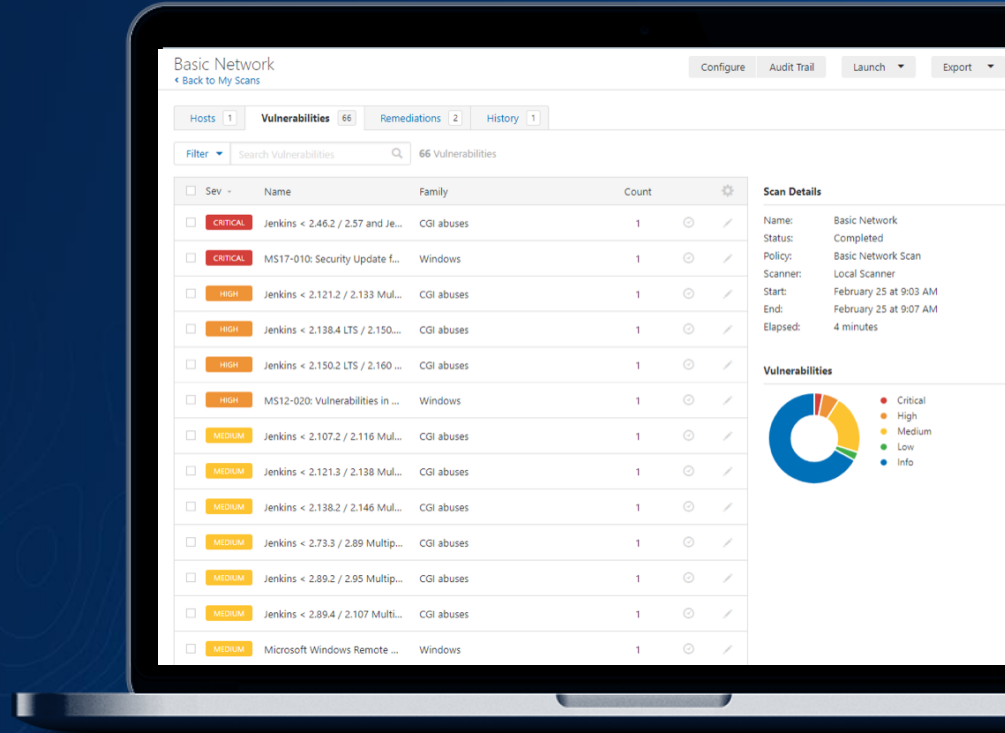 Basic Network
Back to My Scans
Configure Audit Trail Launch Export
Hosts 1 Vulnerabilities 66 Remediations 2 History 1
Filter Search Vulnerabilities 66 Vulnerabilities
Sev Name Family Count
CRITICAL Jenkins < 2.46.2 / 2.57 and Je... CGI abuses 1
CRITICAL MS17-010: Security Update f... Windows 1
HIGH Jenkins < 2.121.2 / 2.133 Mul... CGI abuses 1
HIGH Jenkins < 2.138.4 LTS / 2.150.... CGI abuses 1
HIGH Jenkins < 2.150.2 LTS / 2.160 ... CGI abuses 1
HIGH MS12-020: Vulnerabilities in ... Windows 1
MEDIUM Jenkins < 2.107.2 / 2.116 Mul... CGI abuses 1
MEDIUM Jenkins < 2.121.3 / 2.138 Mul... CGI abuses 1
MEDIUM Jenkins < 2.138.2 / 2.146 Mul... CGI abuses 1
MEDIUM Jenkins < 2.73.3 / 2.89 Multip... CGI abuses 1
MEDIUM Jenkins < 2.89.2 / 2.95 Multip... CGI abuses 1
MEDIUM Jenkins < 2.89.4 / 2.107 Multi... CGI abuses 1
MEDIUM Microsoft Windows Remote ... Windows 1
Scan Details
Name: Basic Network
Status: Completed
Policy: Basic Network Scan
Scanner: Local Scanner
Start: February 25 at 9:03 AM
End: February 25 at 9:07 AM
Elapsed: 4 minutes
Vulnerabilities
Critical
High
Medium
Low
Info